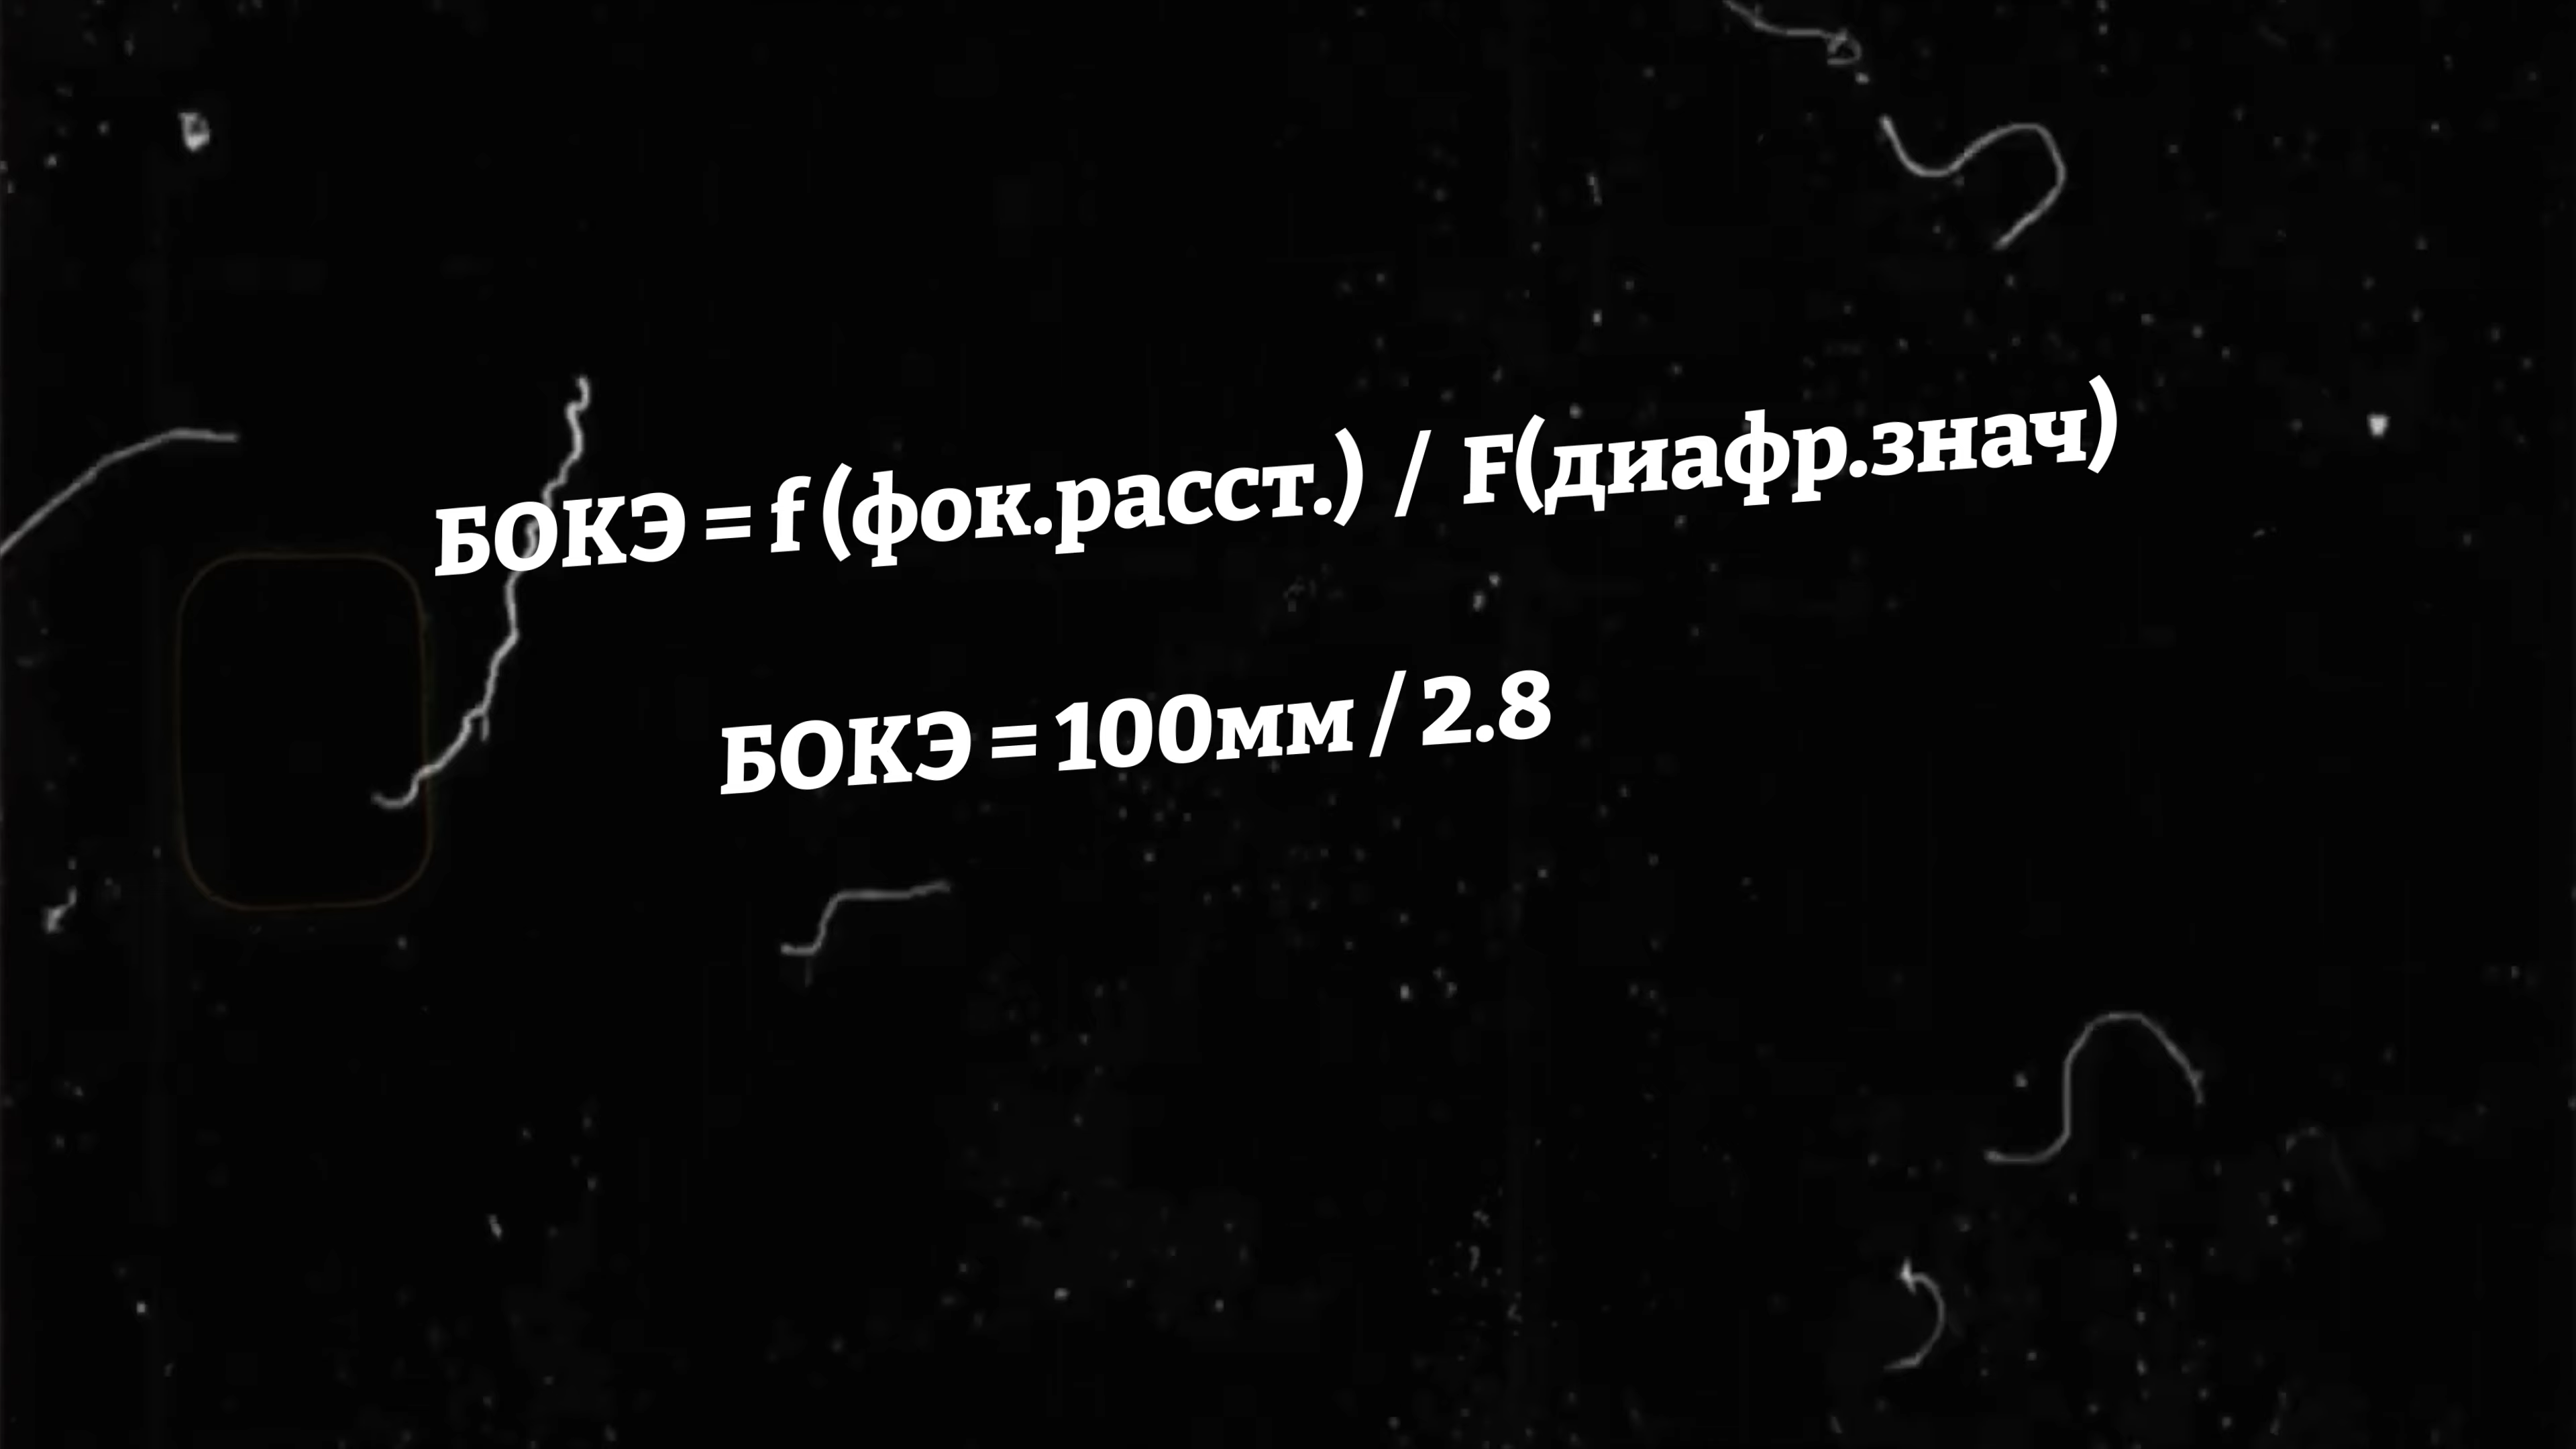 БОКЭ = f (фок.расст.) / F(диафр.знач)
БОКЭ = 100мм / 2.8